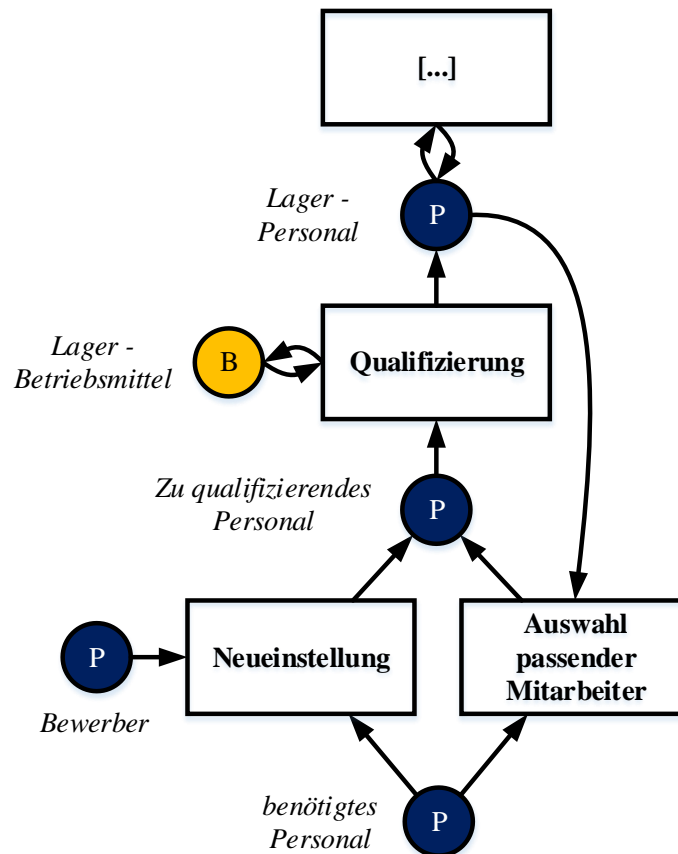 [...]
Lager -
Personal
P
Lager -
Betriebsmittel
B
Qualifizierung
Zu qualifizierendes
Personal
P
P
Bewerber
Neueinstellung
Auswahl
passender
Mitarbeiter
benötigtes
Personal
P